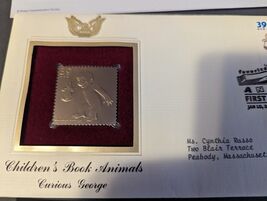 39
FIRST
Ms. Cynthia Russo
Two Blair Terrace
Peabody, Massachuset
Children's Book Animals
Curious George